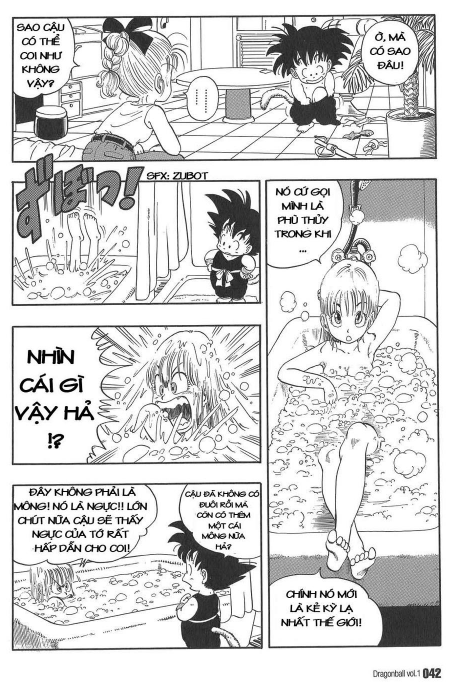 SAO CẬU
CÓ THỂ
COI NHƯ
KHÔNG
VẬY?
......
Ờ, MÀ
CÓ SAO
ĐÂU!
ずぼっ!
SFX: ZUBOT
NÓ CỨ GỌI
MÌNH LÀ
PHÙ THỦY
TRONG KHI
...
NHÌN
CÁI GÌ
VẬY HẢ
!?
ĐÂY KHÔNG PHẢI LÀ
MÔNG! NÓ LÀ NGỰC!! LỚN
CHÚT NỮA CẬU SẼ THẤY
NGỰC CỦA TỚ RẤT
HẤP DẪN CHO COI!
CẬU ĐÃ KHÔNG CÓ
ĐUÔI RỒI MÀ
CÒN CÓ THÊM
MỘT CÁI
MÔNG NỮA
HẢ?
CHÍNH NÓ MỚI
LÀ KẺ KỲ LẠ
NHẤT THẾ GIỚI!
Dragonball vol.1 042